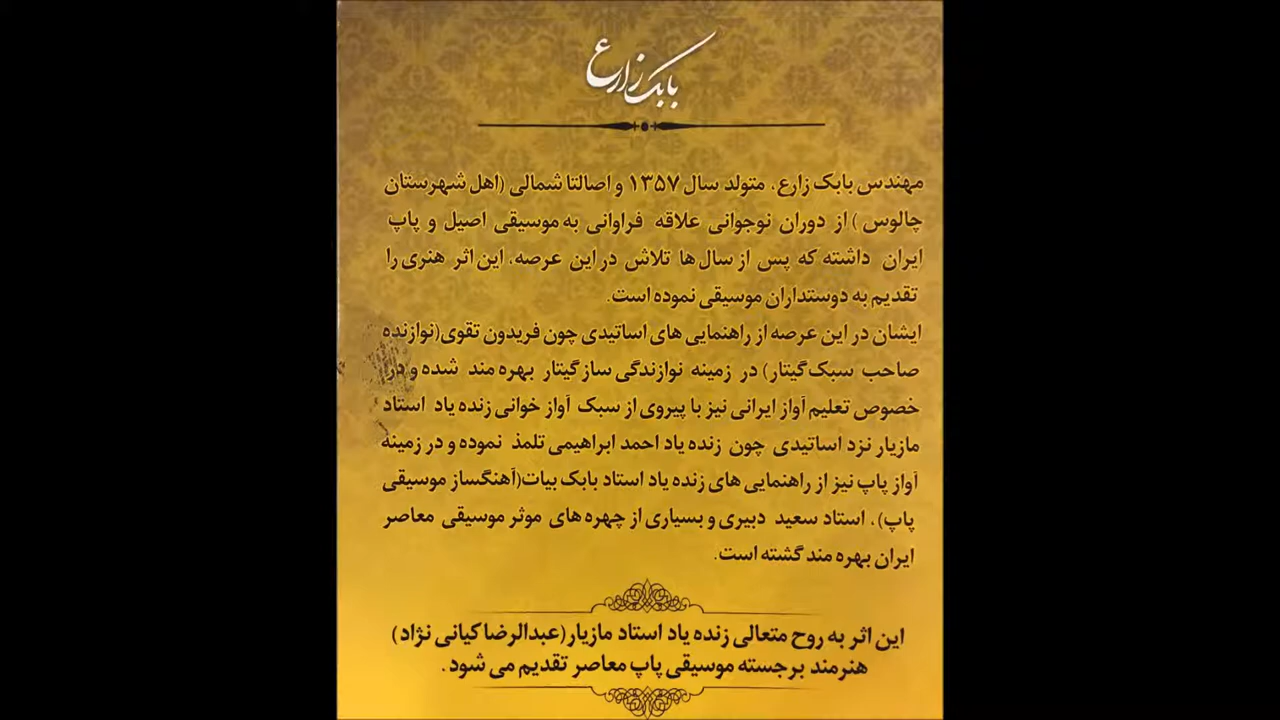 بابک زارع
مهندس بابک زارع، متولد سال ۱۳۵۷ و اصالتا شمالی (اهل شهرستان
چالوس ) از دوران نوجوانی علاقه فراوانی به موسیقی اصیل و پاپ
ایران داشته که پس از سال ها تلاش در این عرصه، این اثر هنری را
تقدیم به دوستداران موسیقی نموده است.
ایشان در این عرصه از راهنمایی های اساتیدی چون فریدون تقوی(نوازنده
صاحب سبک گیتار) در زمینه نوازندگی ساز گیتار بهره مند شده و در
خصوص تعلیم آواز ایرانی نیز با پیروی از سبک آواز خوانی زنده یاد استاد
مازیار نزد اساتیدی چون زنده یاد احمد ابراهیمی تلمذ نموده و در زمینه
آواز پاپ نیز از راهنمایی های زنده یاد استاد بابک بیات(آهنگساز موسیقی
پاپ)، استاد سعید دبیری و بسیاری از چهره های موثر موسیقی معاصر
ایران بهره مند گشته است.
این اثر به روح متعالی زنده یاد استاد مازیار(عبدالرضا کیانی نژاد)
هنرمند برجسته موسیقی پاپ معاصر تقدیم می شود.